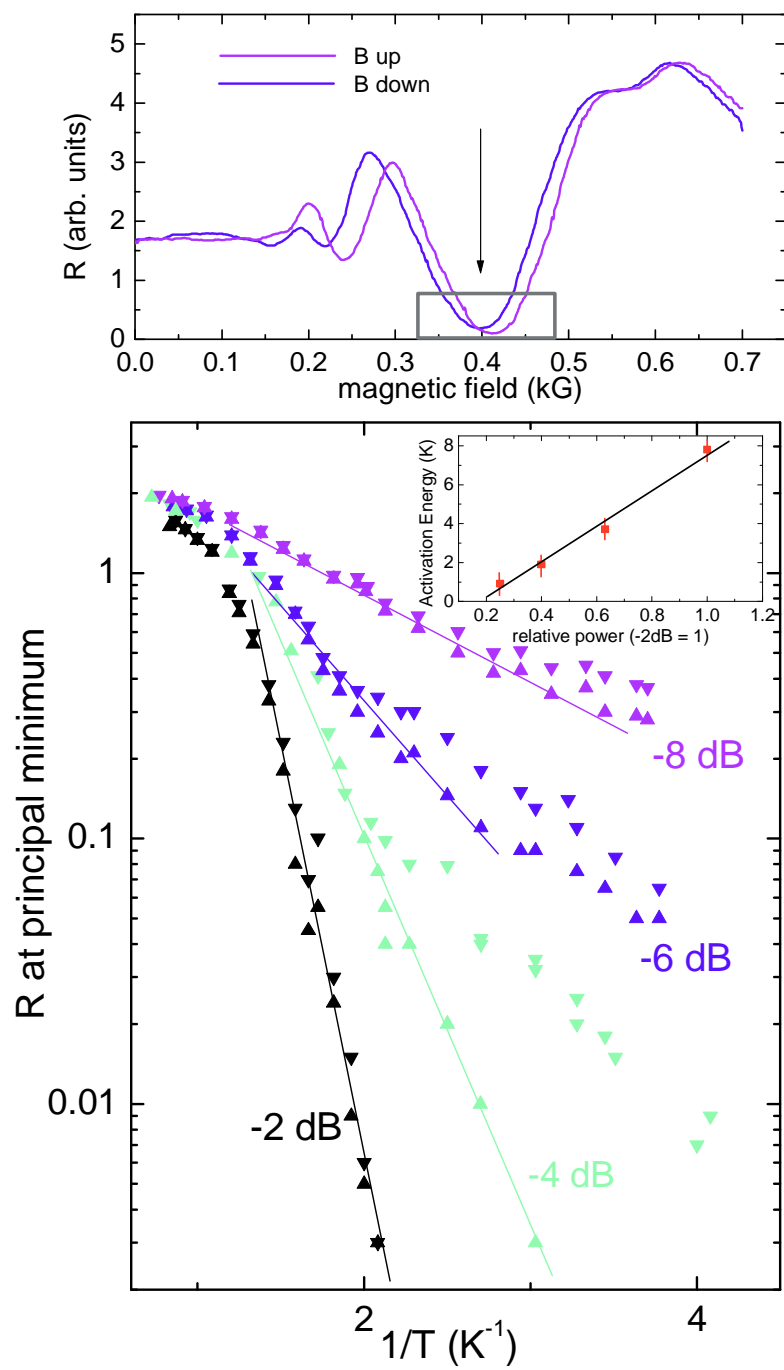 B up
B down
R (arb. units)
5
4
3
2
1
0
0.0 0.1 0.2 0.3 0.4 0.5 0.6 0.7
magnetic field (kG)
R at principal minimum
1
0.1
0.01
Activation Energy (K)
8
6
4
2
0
0.2 0.4 0.6 0.8 1.0 1.2
relative power (-2dB = 1)
-8 dB
-6 dB
-2 dB
-4 dB
2 4
1/T (K⁻¹)